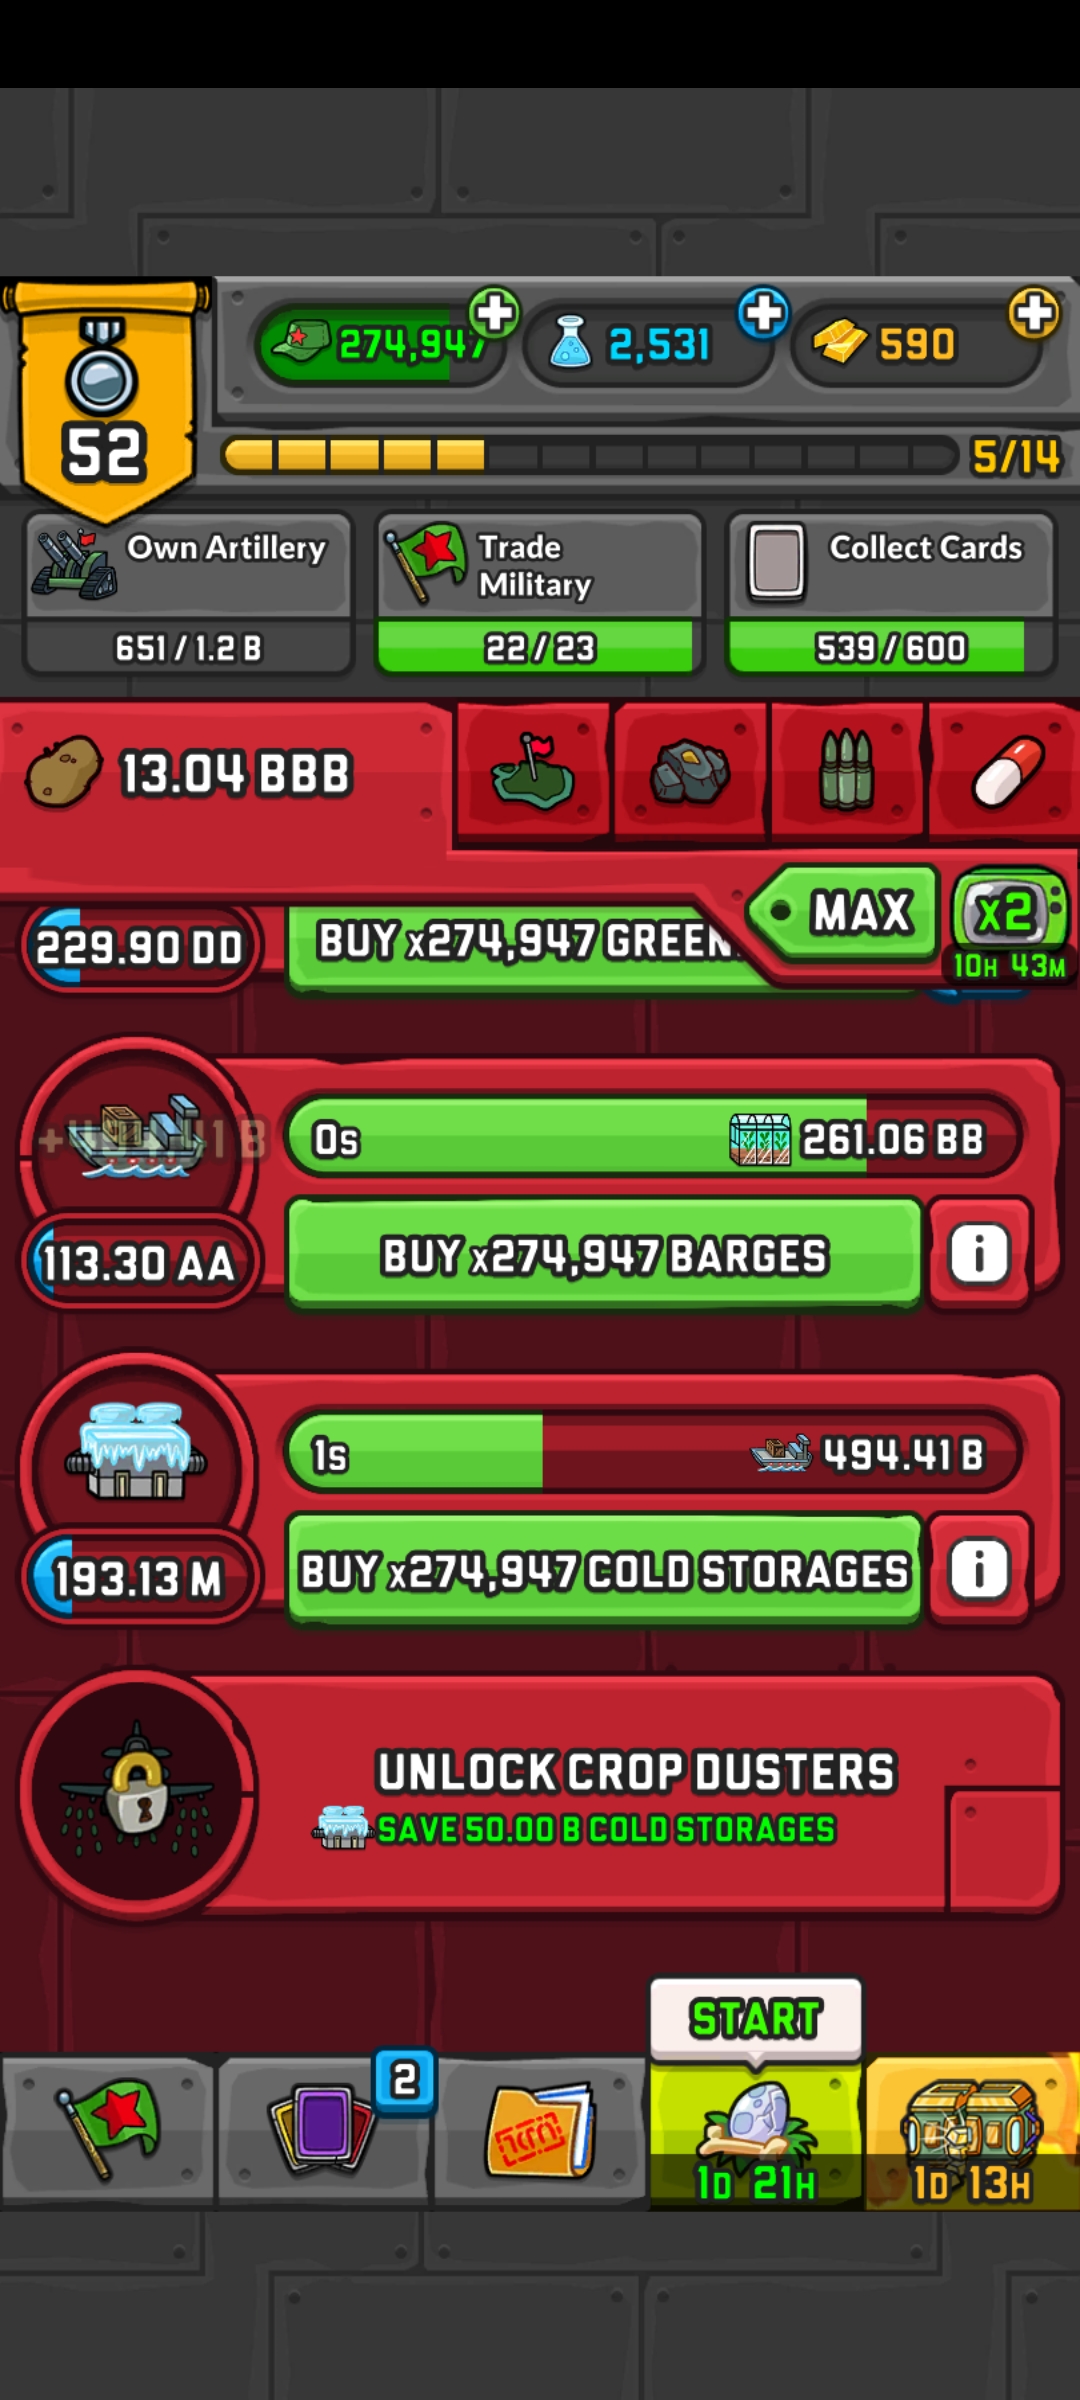 274,947
2,531
590
52
5/14
Own Artillery
651 / 1.2 B
Trade
Military
22 / 23
Collect Cards
539 / 600
13.04 BBB
MAX
x2
10H 43M
229.90 DD
BUY x274,947 GREEN
0s
261.06 BB
113.30 AA
BUY x274,947 BARGES
i
1s
494.41 B
193.13 M
BUY x274,947 COLD STORAGES
i
UNLOCK CROP DUSTERS
SAVE 50.00 B COLD STORAGES
START
2
1D 21H
1D 13H